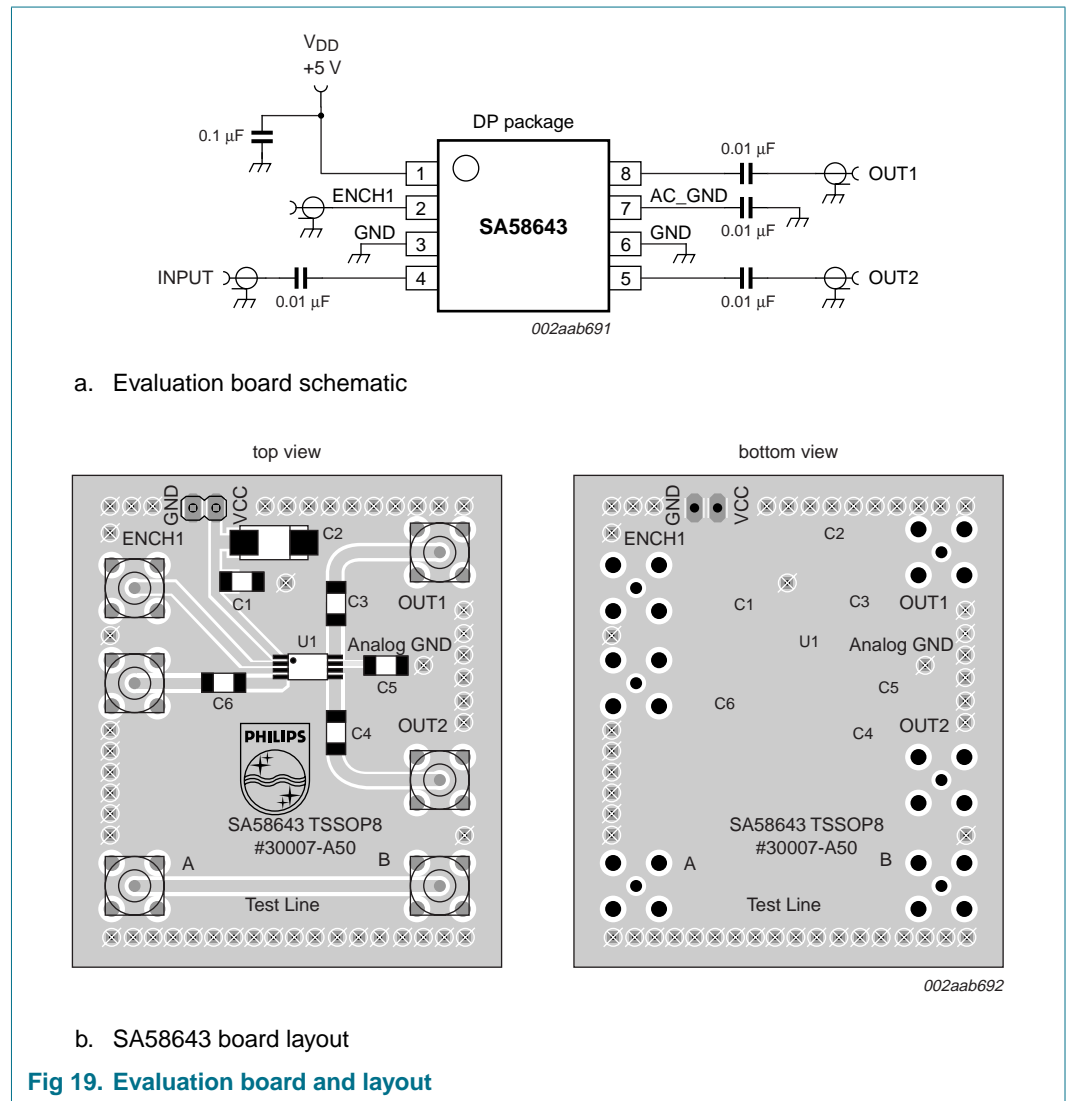 VDD
+5 V
0.1 μF
DP package
0.01 μF
1
8
OUT1
ENCH1
2
7
AC_GND
0.01 μF
SA58643
GND
3
6
GND
INPUT
0.01 μF
4
5
0.01 μF
OUT2
002aab691
a. Evaluation board schematic
top view
GND
VCC
ENCH1
C2
C1
C3
OUT1
U1
Analog GND
C5
C6
PHILIPS
C4
OUT2
SA58643 TSSOP8
#30007-A50
A
B
Test Line
bottom view
GND
VCC
ENCH1
C2
C1
C3
OUT1
U1
Analog GND
C5
C6
C4
OUT2
SA58643 TSSOP8
#30007-A50
A
B
Test Line
002aab692
b. SA58643 board layout
Fig 19. Evaluation board and layout